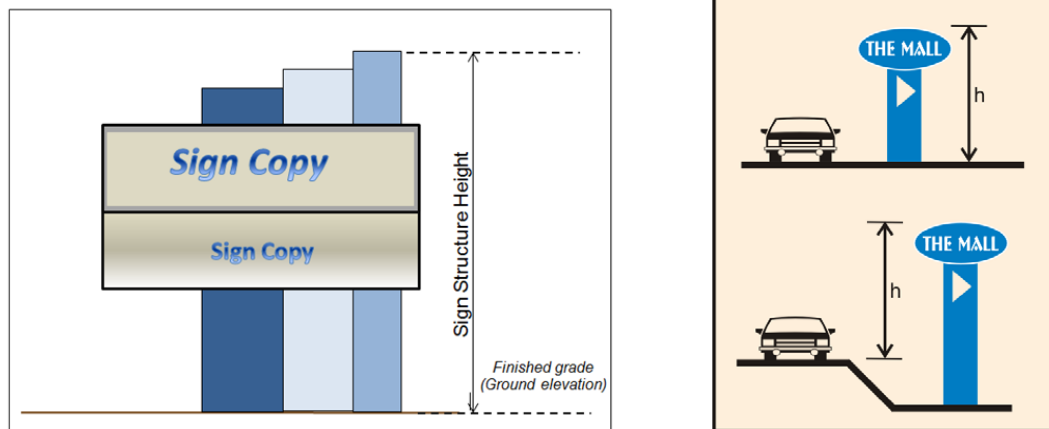 Sign Copy
Sign Copy
Sign Structure Height
Finished grade
(Ground elevation)
THE MALL
h
THE MALL
h